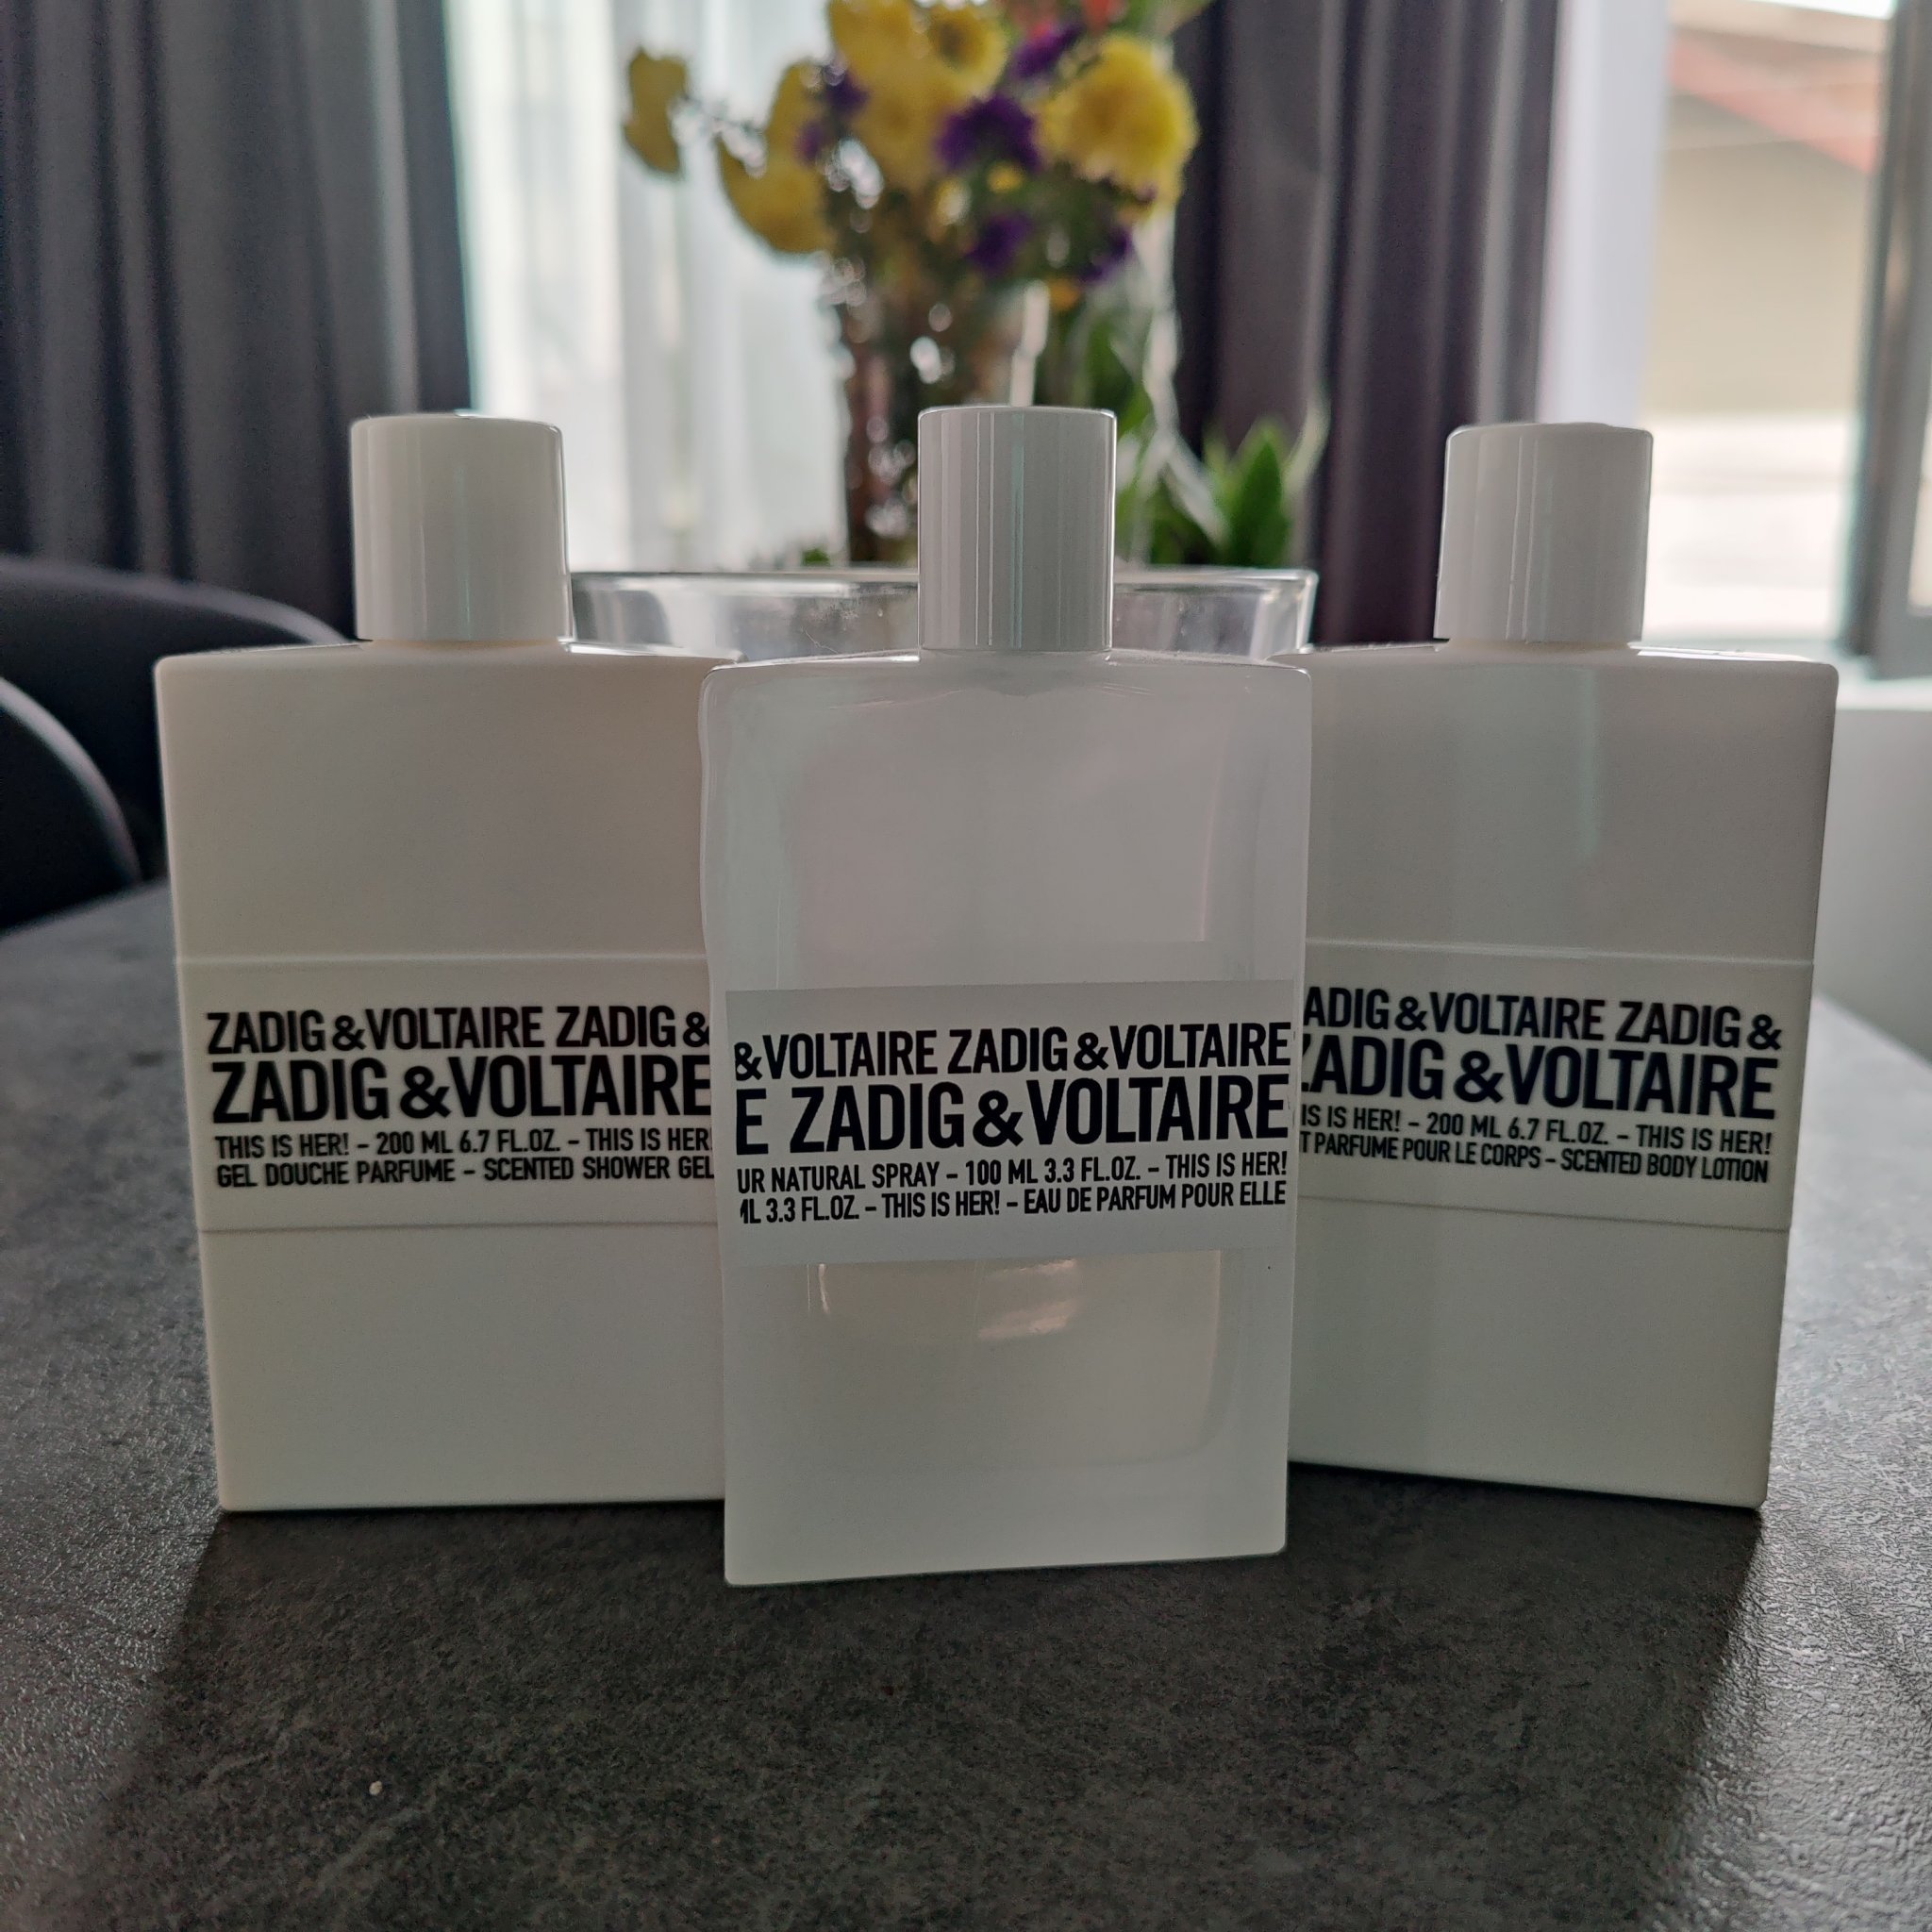 ZADIG&VOLTAIRE ZADIG&
ZADIG&VOLTAIRE
THIS IS HER! – 200 ML 6.7 FL.OZ. – THIS IS HER!
GEL DOUCHE PARFUME – SCENTED SHOWER GEL
&VOLTAIRE ZADIG&VOLTAIRE
E ZADIG&VOLTAIRE
UR NATURAL SPRAY – 100 ML 3.3 FL.OZ. – THIS IS HER!
ML 3.3 FL.OZ. – THIS IS HER! – EAU DE PARFUM POUR ELLE
ADIG&VOLTAIRE ZADIG&
ZADIG&VOLTAIRE
IS IS HER! – 200 ML 6.7 FL.OZ. – THIS IS HER!
T PARFUME POUR LE CORPS – SCENTED BODY LOTION